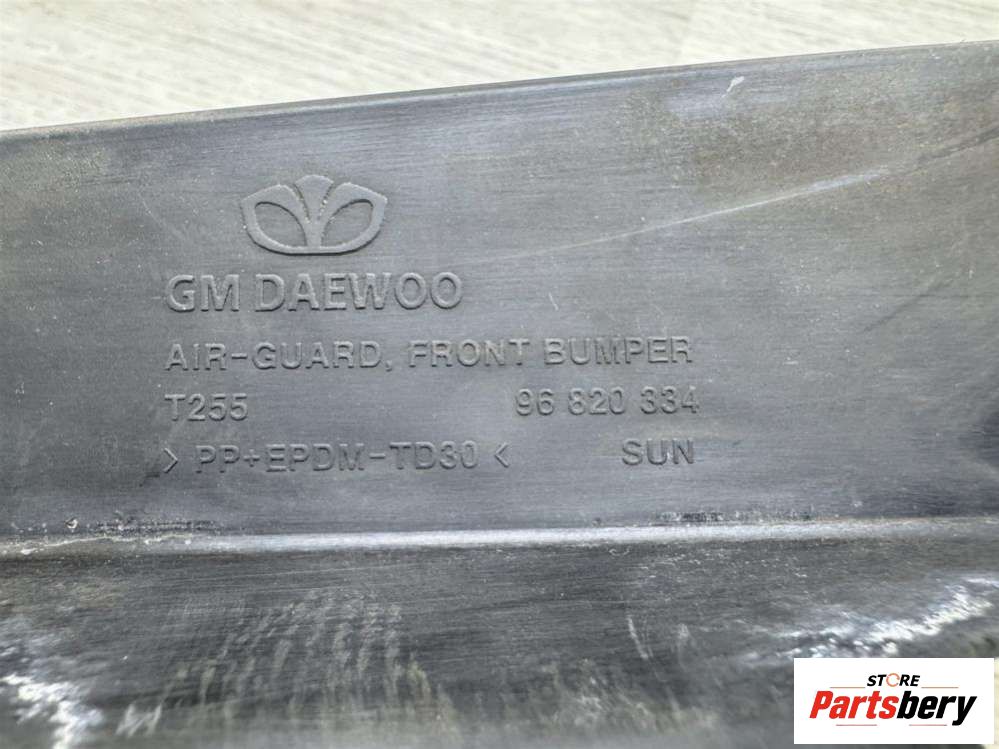 GM DAEWOO
AIR-GUARD, FRONT BUMPER
T255 96 820 334
> PP+EPDM-TD30 < SUN
STORE
Partsbery